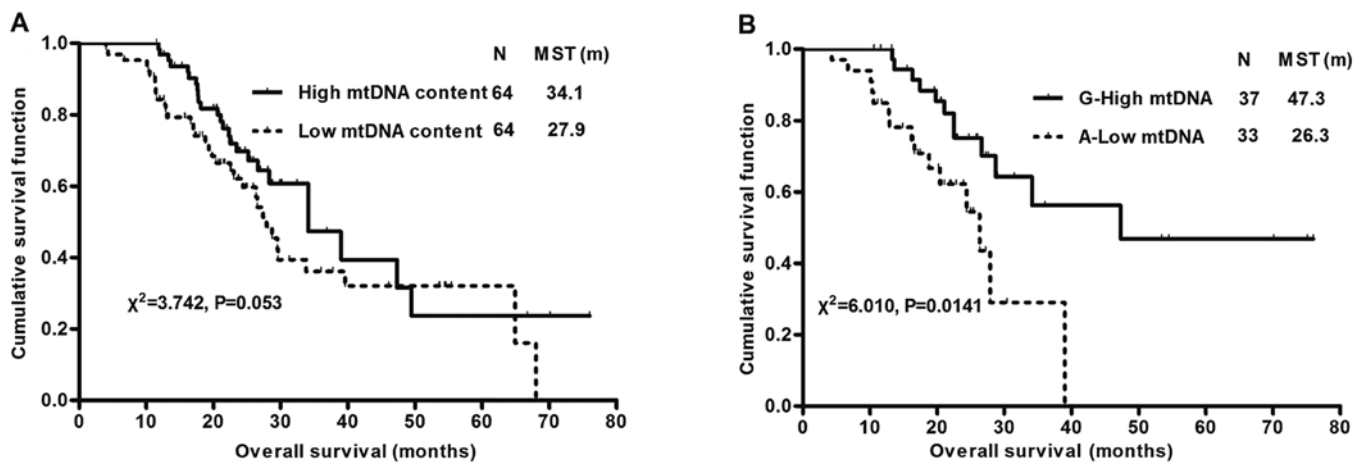 A
N MST (m)
High mtDNA content 64 34.1
Low mtDNA content 64 27.9
χ²=3.742, P=0.053
Cumulative survival function
1.0
0.8
0.6
0.4
0.2
0.0
0 10 20 30 40 50 60 70 80
Overall survival (months)
B
N MST (m)
G-High mtDNA 37 47.3
A-Low mtDNA 33 26.3
χ²=6.010, P=0.0141
Cumulative survival function
1.0
0.8
0.6
0.4
0.2
0.0
0 10 20 30 40 50 60 70 80
Overall survival (months)